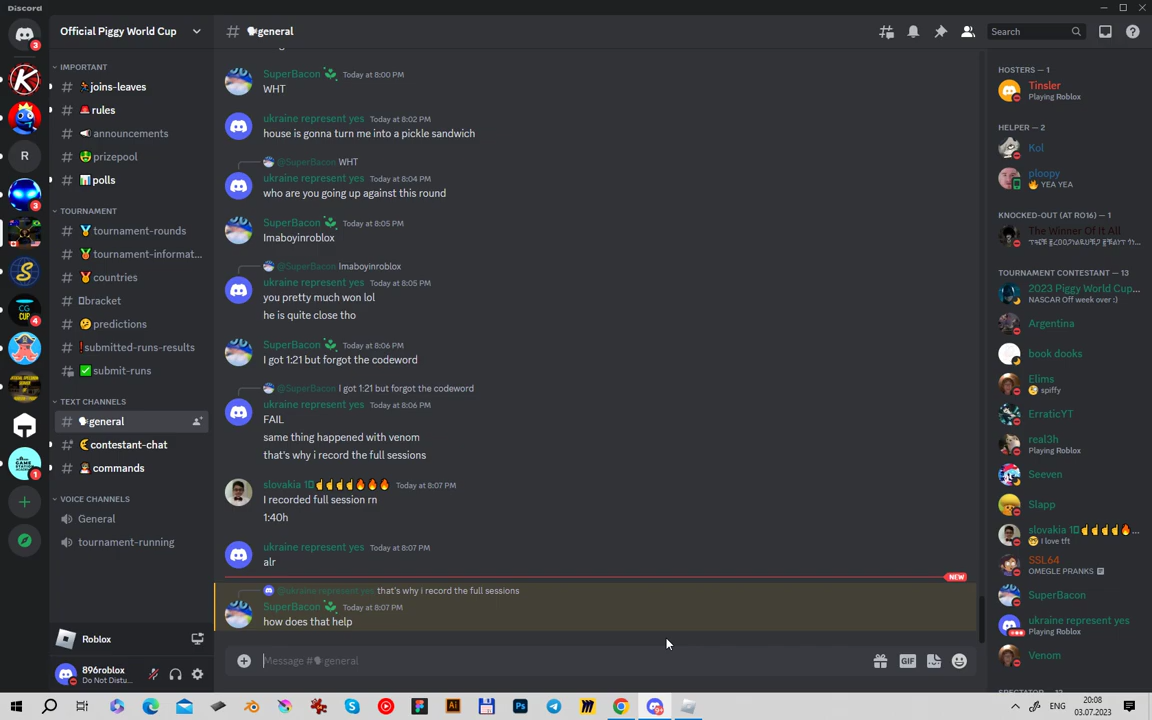 Discord
Official Piggy World Cup
general
Search
3
IMPORTANT
joins-leaves
rules
announcements
prizepool
polls
TOURNAMENT
tournament-rounds
tournament-informat...
countries
bracket
predictions
submitted-runs-results
submit-runs
TEXT CHANNELS
general
contestant-chat
commands
VOICE CHANNELS
General
tournament-running
Roblox
896roblox
Do Not Distu...
R
3
CG
CUP
4
1
SuperBacon Today at 8:00 PM
WHT
ukraine represent yes Today at 8:02 PM
house is gonna turn me into a pickle sandwich
@SuperBacon WHT
ukraine represent yes Today at 8:04 PM
who are you going up against this round
SuperBacon Today at 8:05 PM
Imaboyinroblox
@SuperBacon Imaboyinroblox
ukraine represent yes Today at 8:05 PM
you pretty much won lol
he is quite close tho
SuperBacon Today at 8:06 PM
I got 1:21 but forgot the codeword
@SuperBacon I got 1:21 but forgot the codeword
ukraine represent yes Today at 8:06 PM
FAIL
same thing happened with venom
that's why i record the full sessions
slovakia 1 Today at 8:07 PM
I recorded full session rn
1:40h
ukraine represent yes Today at 8:07 PM
alr
NEW
@ukraine represent yes that's why i record the full sessions
SuperBacon Today at 8:07 PM
how does that help
Message #general
GIF
HOSTERS — 1
Tinsler
Playing Roblox
HELPER — 2
Kol
ploopy
YEA YEA
KNOCKED-OUT (AT RO16) — 1
The Winner Of It All
TOURNAMENT CONTESTANT — 13
2023 Piggy World Cup...
NASCAR Off week over :)
Argentina
book dooks
Elims
spiffy
ErraticYT
real3h
Playing Roblox
Seeven
Slapp
slovakia 1 ...
I love tft
SSL64
OMEGLE PRANKS
SuperBacon
ukraine represent yes
Playing Roblox
Venom
ENG
20:08
03.07.2023